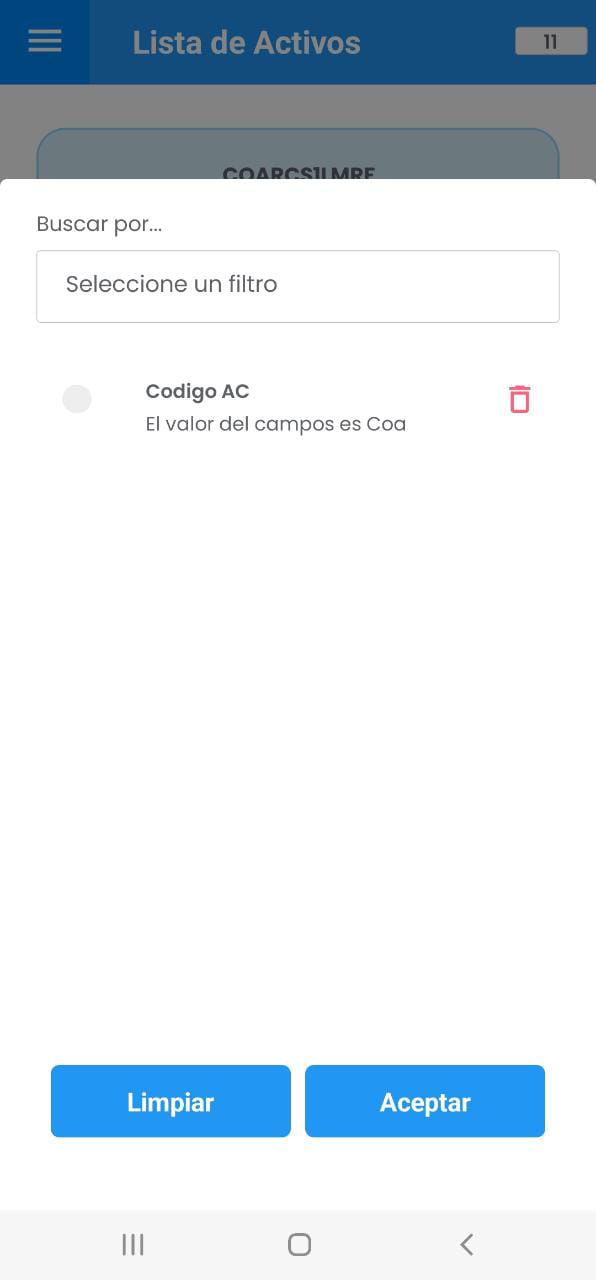 Lista de Activos
11
Buscar por...
Seleccione un filtro
Codigo AC
El valor del campos es Coa
Limpiar
Aceptar